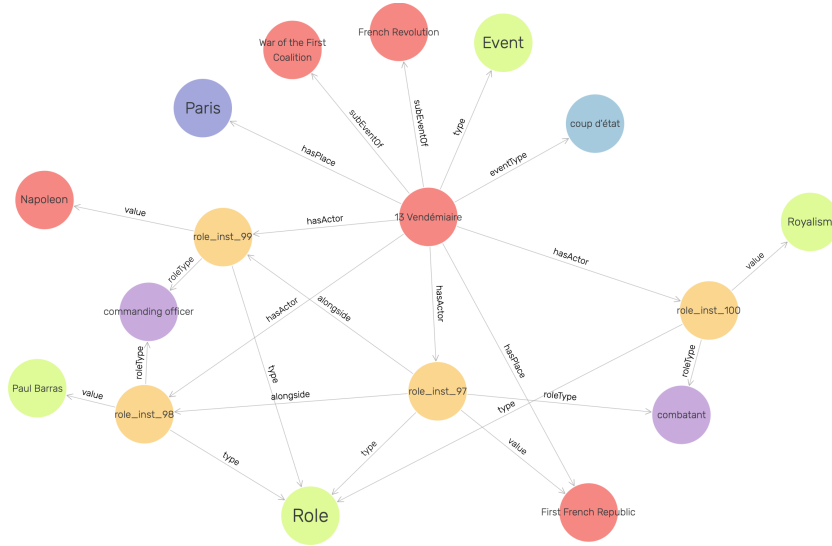 War of the First
Coalition
French Revolution
Event
Paris
coup d'état
subEventOf
subEventOf
type
eventType
hasPlace
Napoleon
value
role_inst_99
hasActor
13 Vendémiaire
Royalism
value
hasActor
roleType
commanding officer
hasActor
alongside
hasActor
role_inst_100
roleType
type
hasPlace
roleType
Paul Barras
value
role_inst_98
alongside
role_inst_97
roleType
type
combatant
type
type
value
Role
First French Republic